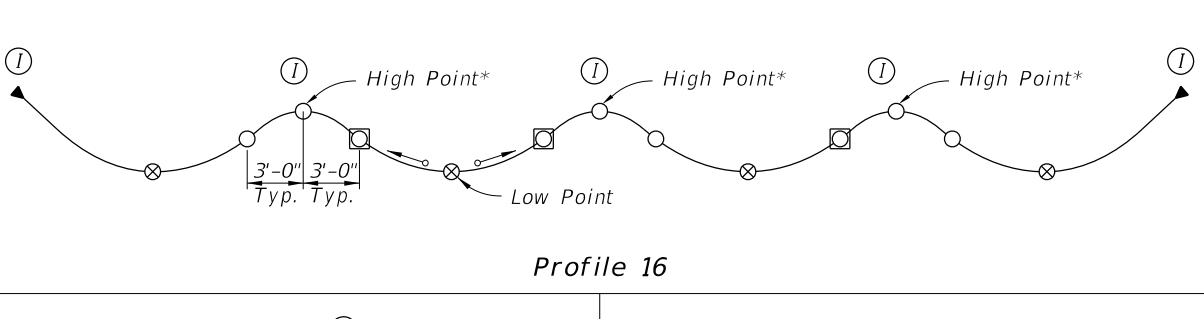 I I I I I
High Point* High Point* High Point*
3'-0" 3'-0"
Typ. Typ.
Low Point
Profile 16